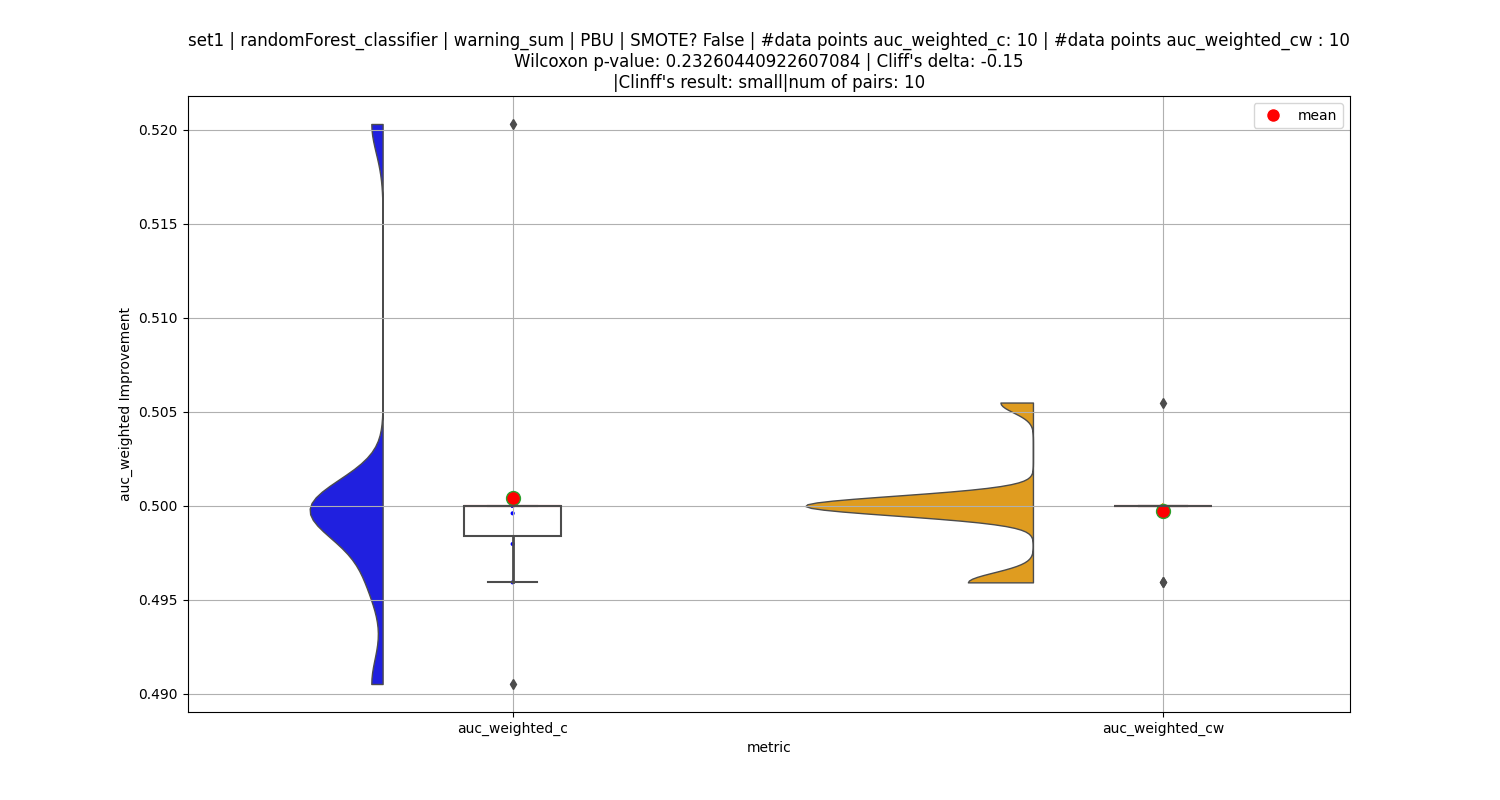 set1 | randomForest_classifier | warning_sum | PBU | SMOTE? False | #data points auc_weighted_c: 10 | #data points auc_weighted_cw : 10
Wilcoxon p-value: 0.23260440922607084 | Cliff's delta: -0.15
|Clinff's result: small|num of pairs: 10
mean
0.520
0.515
0.510
0.505
0.500
0.495
0.490
auc_weighted Improvement
auc_weighted_c
auc_weighted_cw
metric